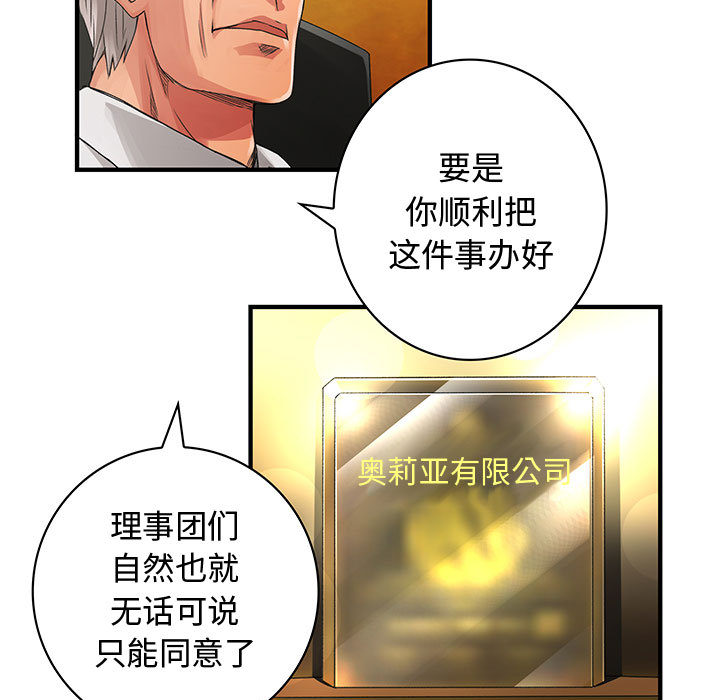 要是
你顺利把
这件事办好
奥莉亚有限公司
理事团们
自然也就
无话可说
只能同意了